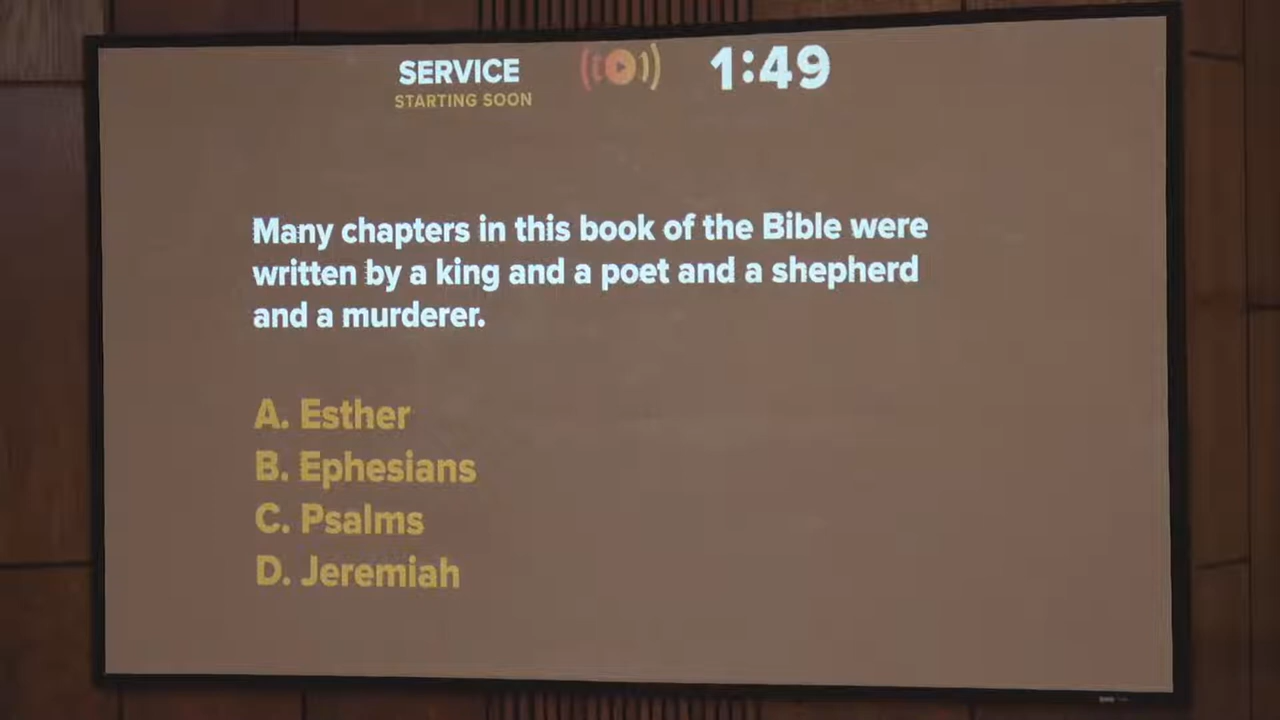 SERVICE
STARTING SOON
1:49
Many chapters in this book of the Bible were
written by a king and a poet and a shepherd
and a murderer.
A. Esther
B. Ephesians
C. Psalms
D. Jeremiah